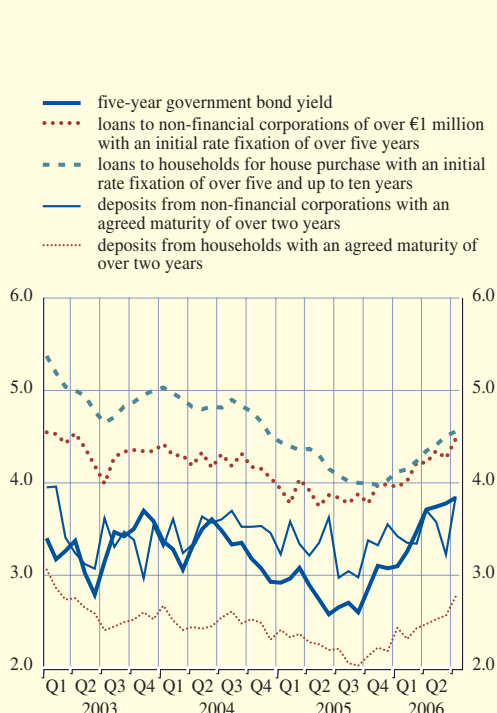 five-year government bond yield
loans to non-financial corporations of over €1 million
with an initial rate fixation of over five years
loans to households for house purchase with an initial
rate fixation of over five and up to ten years
deposits from non-financial corporations with an
agreed maturity of over two years
deposits from households with an agreed maturity of
over two years
6.0 6.0
5.0 5.0
4.0 4.0
3.0 3.0
2.0 2.0
Q1 Q2 Q3 Q4 Q1 Q2 Q3 Q4 Q1 Q2 Q3 Q4 Q1 Q2
2003 2004 2005 2006